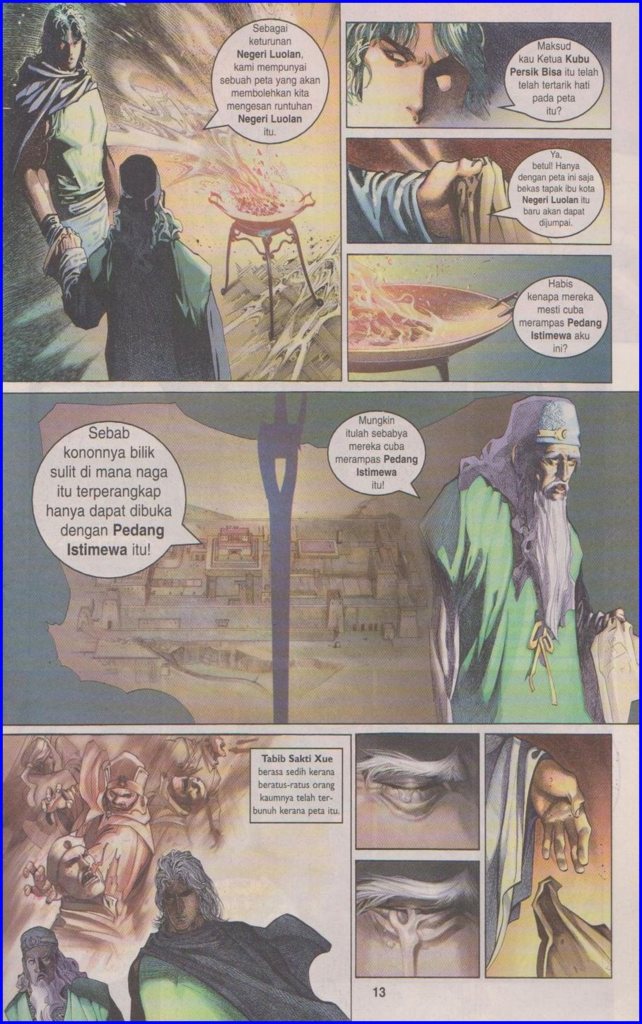 Sebagai
keturunan
Negeri Luolan,
kami mempunyai
sebuah peta yang akan
membolehkan kita
mengesan runtuhan
Negeri Luolan
itu.
Maksud
kau Ketua Kubu
Persik Bisa itu telah
telah tertarik hati
pada peta
itu?
Ya,
betul! Hanya
dengan peta ini saja
bekas tapak ibu kota
Negeri Luolan itu
baru akan dapat
dijumpai.
Habis
kenapa mereka
mesti cuba
merampas Pedang
Istimewa aku
ini?
Sebab
kononnya bilik
sulit di mana naga
itu terperangkap
hanya dapat dibuka
dengan Pedang
Istimewa itu!
Mungkin
itulah sebabya
mereka cuba
merampas Pedang
Istimewa
itu!
Tabib Sakti Xue
berasa sedih kerana
beratus-ratus orang
kaumnya telah ter-
bunuh kerana peta itu.
13